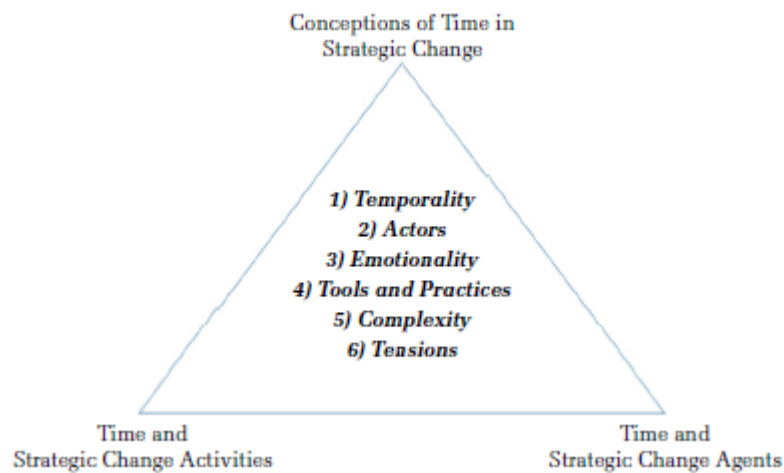 Conceptions of Time in
Strategic Change
1) Temporality
2) Actors
3) Emotionality
4) Tools and Practices
5) Complexity
6) Tensions
Time and
Strategic Change Activities
Time and
Strategic Change Agents